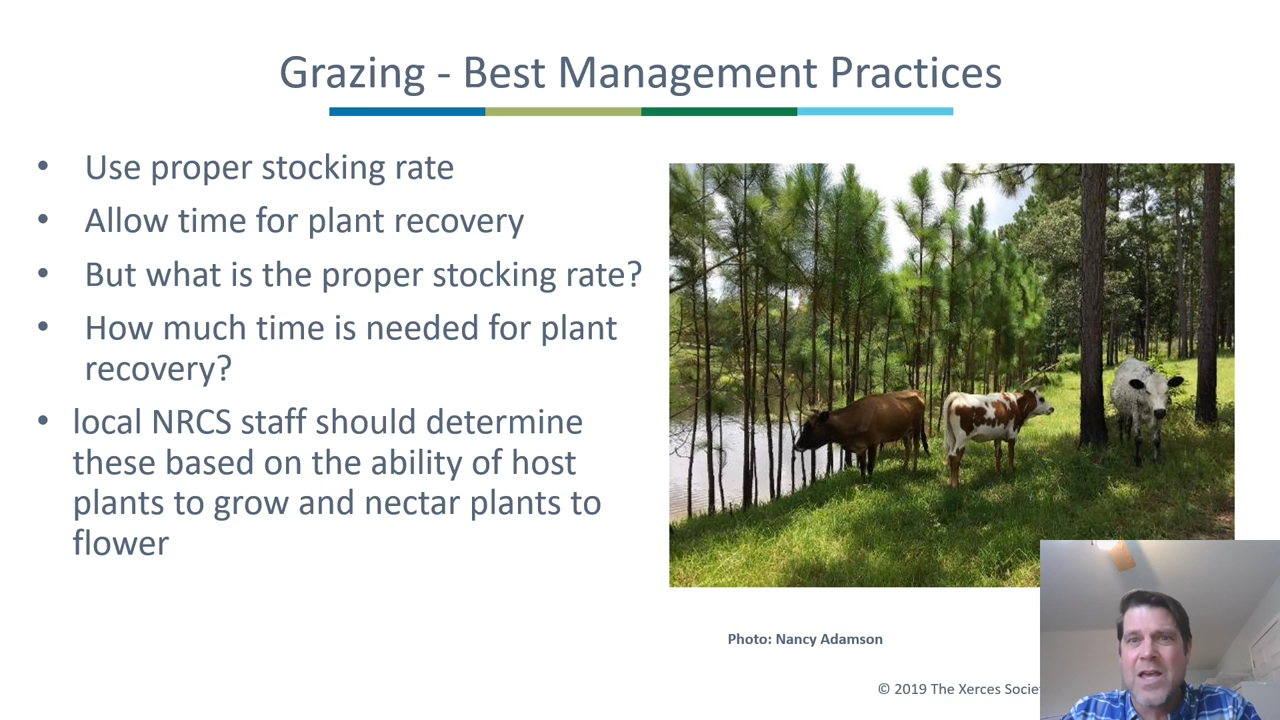 Grazing - Best Management Practices
• Use proper stocking rate
• Allow time for plant recovery
• But what is the proper stocking rate?
• How much time is needed for plant
recovery?
• local NRCS staff should determine
these based on the ability of host
plants to grow and nectar plants to
flower
Photo: Nancy Adamson
© 2019 The Xerces